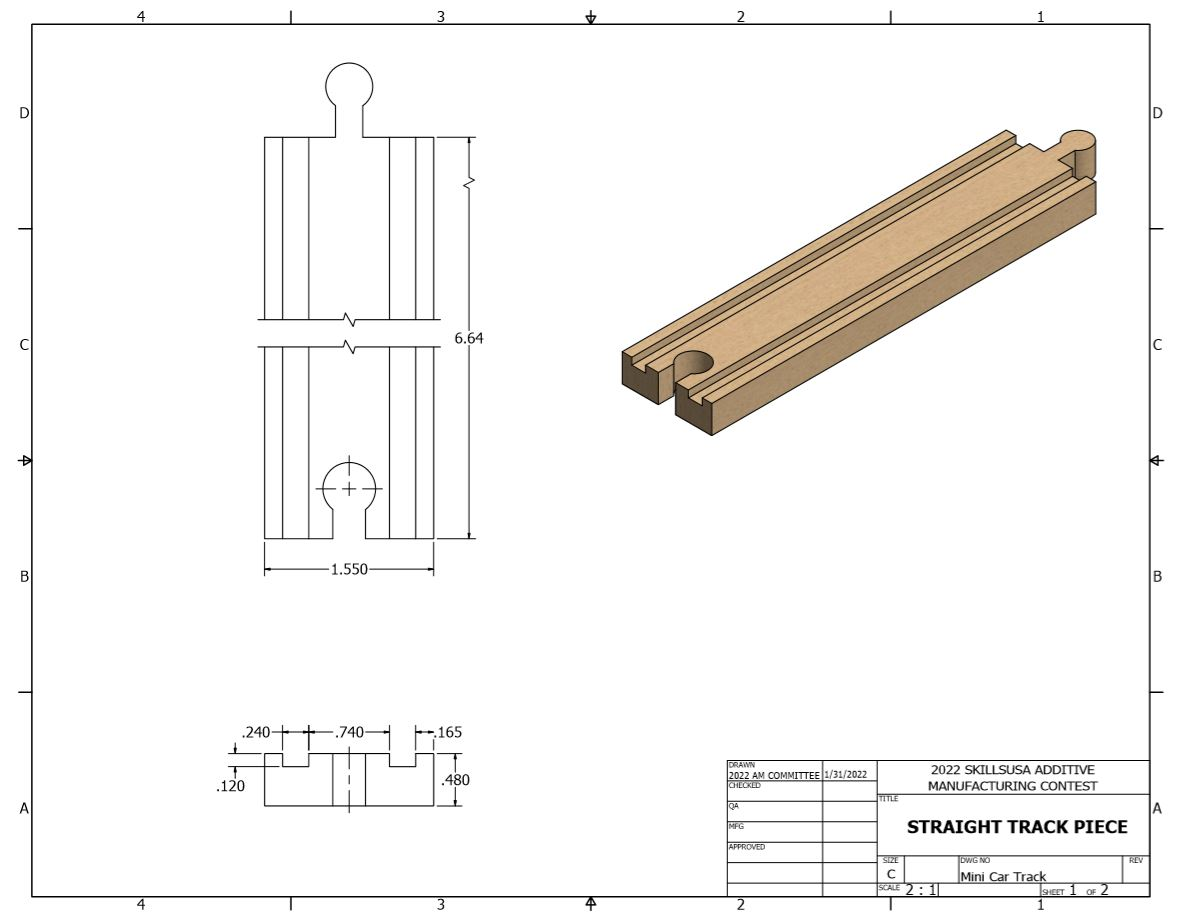 4 3 2 1
D D
C C
B B
A A
6.64
1.550
.240 .740 .165
.120 .480
DRAWN
2022 AM COMMITTEE 1/31/2022
CHECKED
QA
MFG
APPROVED
2022 SKILLSUSA ADDITIVE
MANUFACTURING CONTEST
TITLE
STRAIGHT TRACK PIECE
SIZE
C
DWG NO
Mini Car Track
REV
SCALE 2 : 1
SHEET 1 OF 2
4 3 2 1